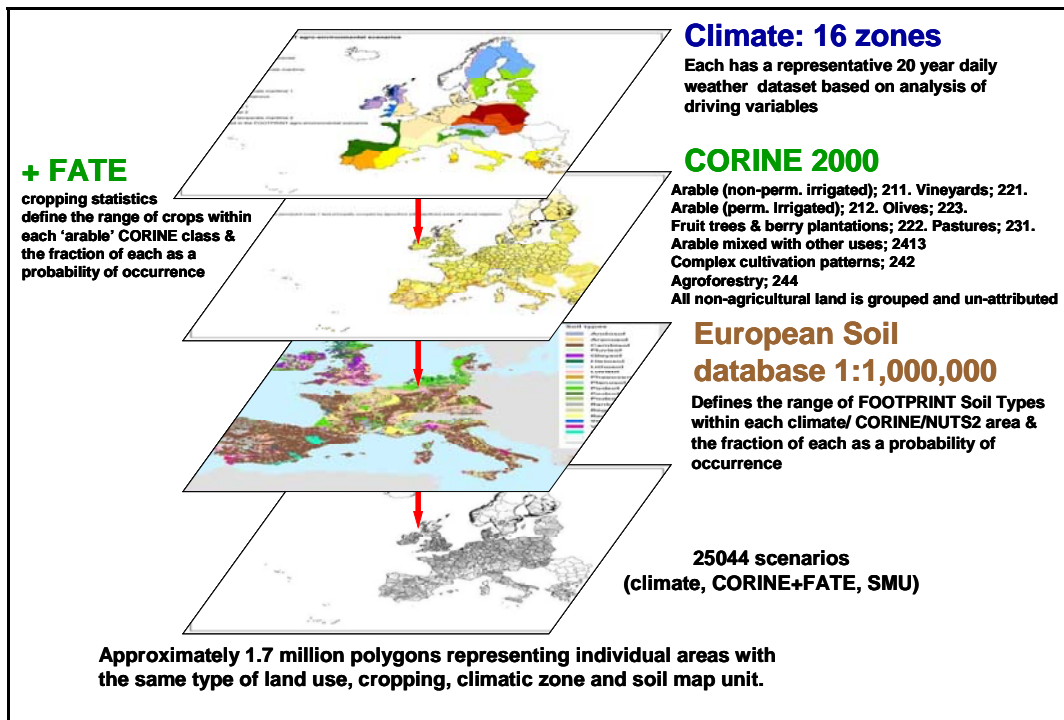 Climate: 16 zones
Each has a representative 20 year daily
weather dataset based on analysis of
driving variables
+ FATE
cropping statistics
define the range of crops within
each ‘arable’ CORINE class &
the fraction of each as a
probability of occurrence
CORINE 2000
Arable (non-perm. irrigated); 211. Vineyards; 221.
Arable (perm. Irrigated); 212. Olives; 223.
Fruit trees & berry plantations; 222. Pastures; 231.
Arable mixed with other uses; 2413
Complex cultivation patterns; 242
Agroforestry; 244
All non-agricultural land is grouped and un-attributed
European Soil
database 1:1,000,000
Defines the range of FOOTPRINT Soil Types
within each climate/ CORINE/NUTS2 area &
the fraction of each as a probability of
occurrence
Soil types
25044 scenarios
(climate, CORINE+FATE, SMU)
Approximately 1.7 million polygons representing individual areas with
the same type of land use, cropping, climatic zone and soil map unit.